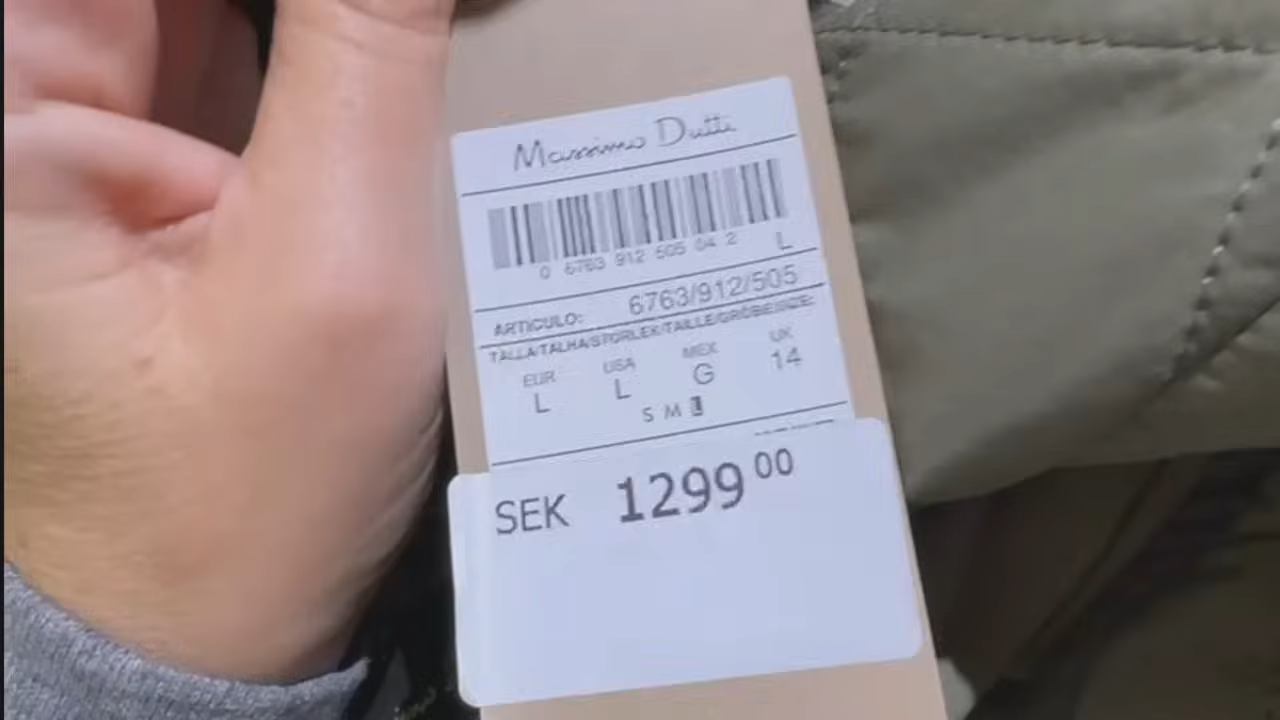 Massimo Dutti
0 6763 912 505 04 2 L
ARTICULO: 6763/912/505
TALLA/TALHA/STORLEK/TAILLE/GRÖBE/SIZE:
EUR USA MEX UK
L L G 14
S M L
SEK 1299 00